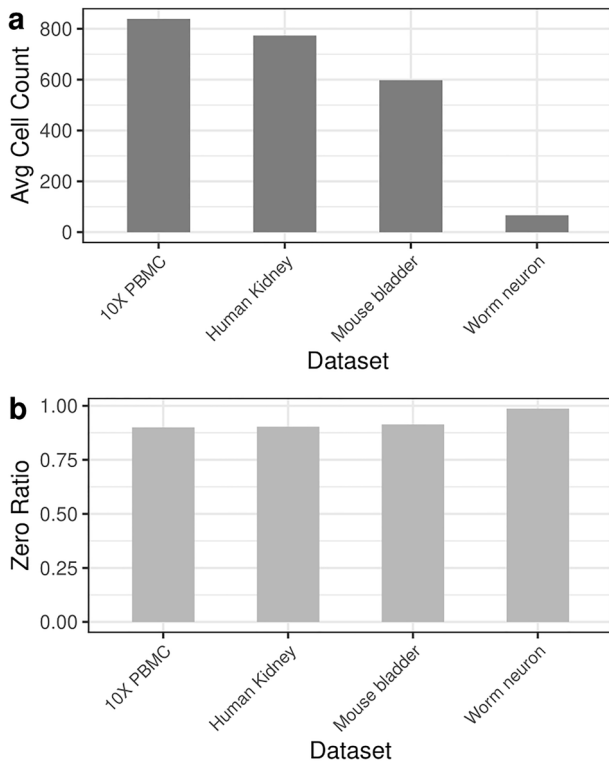 a
Avg Cell Count
800
600
400
200
0
10X PBMC
Human Kidney
Mouse bladder
Worm neuron
Dataset
b
Zero Ratio
1.00
0.75
0.50
0.25
0.00
10X PBMC
Human Kidney
Mouse bladder
Worm neuron
Dataset